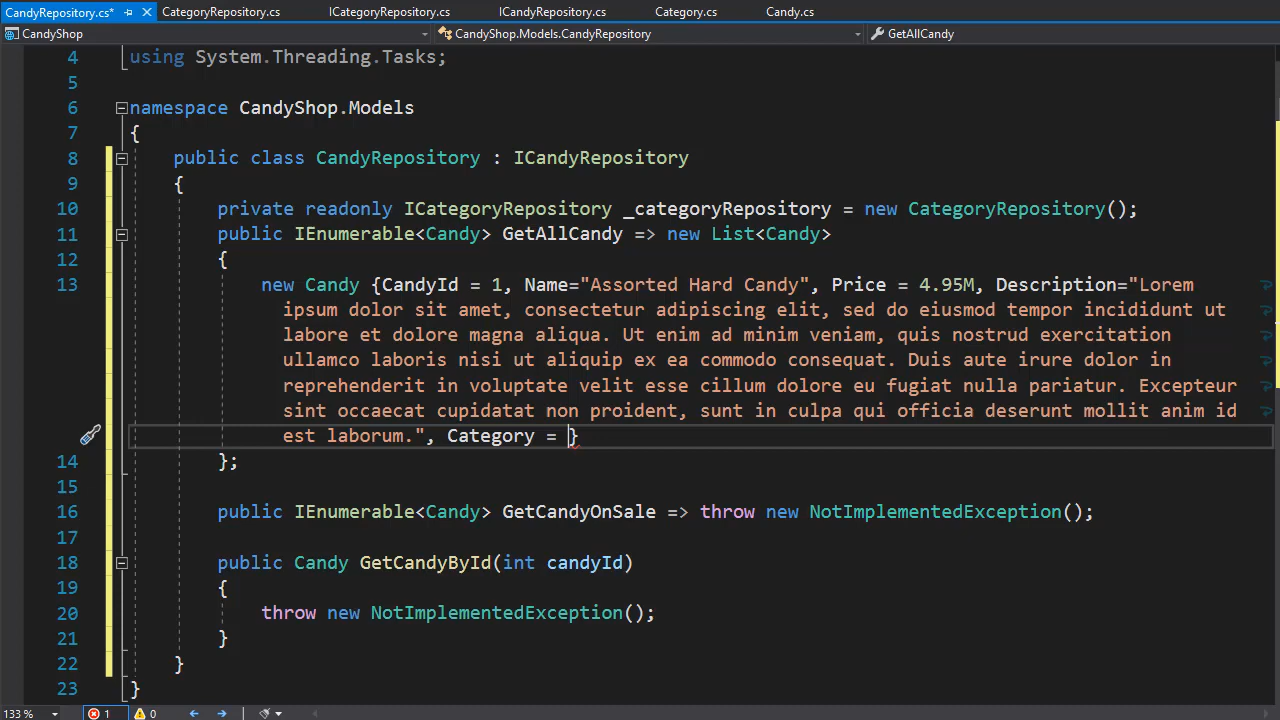 CandyRepository.cs* CategoryRepository.cs ICategoryRepository.cs ICandyRepository.cs Category.cs Candy.cs
CandyShop CandyShop.Models.CandyRepository GetAllCandy
4 using System.Threading.Tasks;
5
6 namespace CandyShop.Models
7 {
8 public class CandyRepository : ICandyRepository
9 {
10 private readonly ICategoryRepository _categoryRepository = new CategoryRepository();
11 public IEnumerable<Candy> GetAllCandy => new List<Candy>
12 {
13 new Candy {CandyId = 1, Name="Assorted Hard Candy", Price = 4.95M, Description="Lorem
ipsum dolor sit amet, consectetur adipiscing elit, sed do eiusmod tempor incididunt ut
labore et dolore magna aliqua. Ut enim ad minim veniam, quis nostrud exercitation
ullamco laboris nisi ut aliquip ex ea commodo consequat. Duis aute irure dolor in
reprehenderit in voluptate velit esse cillum dolore eu fugiat nulla pariatur. Excepteur
sint occaecat cupidatat non proident, sunt in culpa qui officia deserunt mollit anim id
est laborum.", Category = }
14 };
15
16 public IEnumerable<Candy> GetCandyOnSale => throw new NotImplementedException();
17
18 public Candy GetCandyById(int candyId)
19 {
20 throw new NotImplementedException();
21 }
22 }
23 }
133 % 1 0